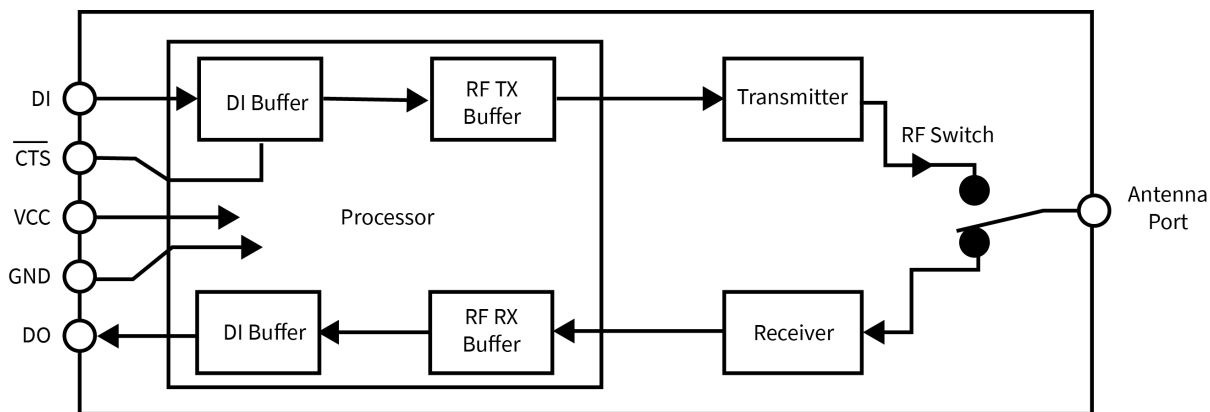 DI
DI Buffer
RF TX
Buffer
Transmitter
RF Switch
CTS
VCC
Processor
Antenna
Port
GND
DO
DI Buffer
RF RX
Buffer
Receiver